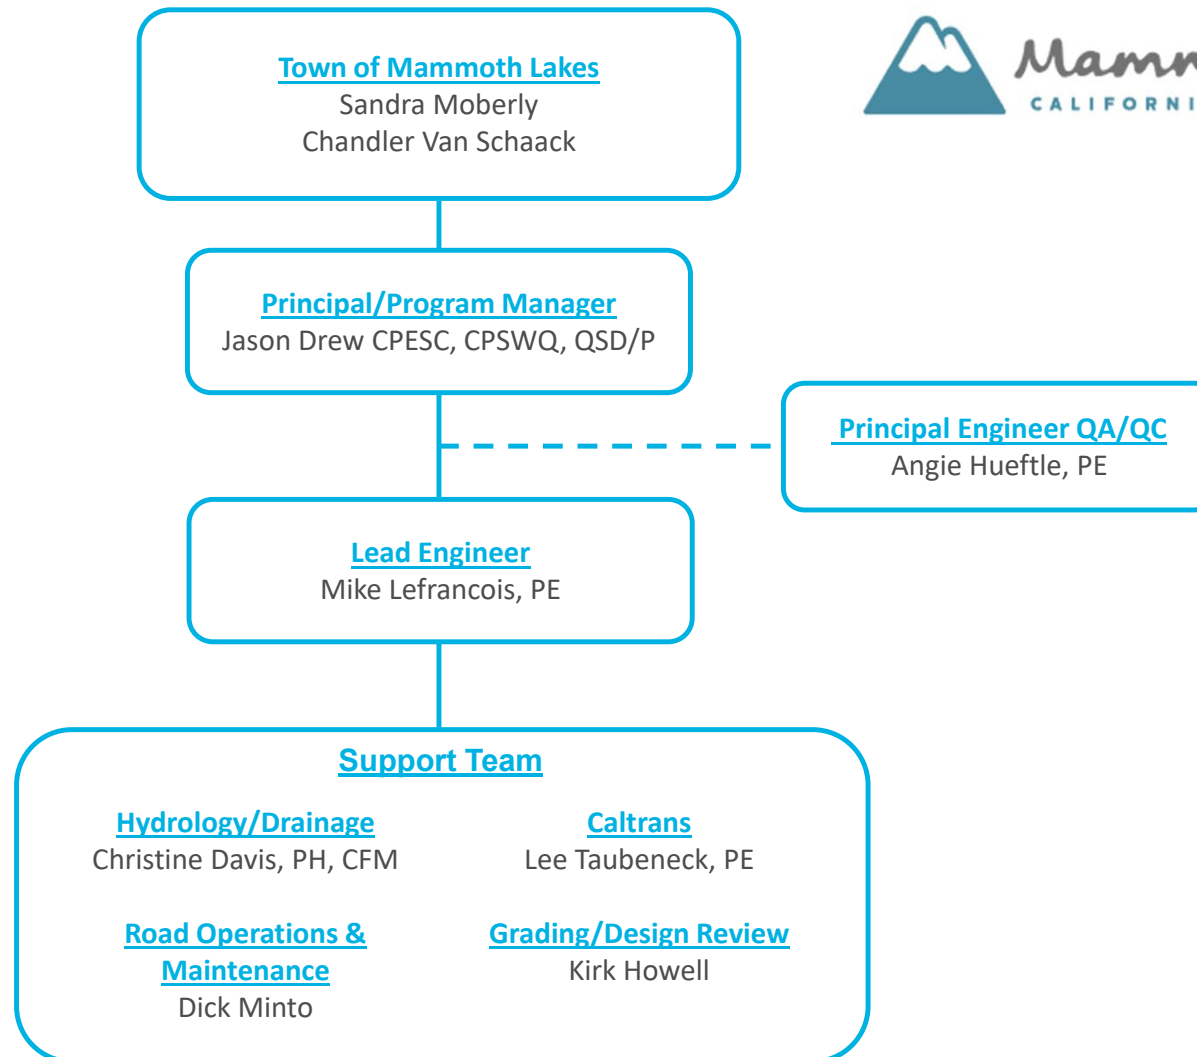 Town of Mammoth Lakes
Sandra Moberly
Chandler Van Schaack
CALIFORNI
Principal/Program Manager
Jason Drew CPESC, CPSWQ, QSD/P
Principal Engineer QA/QC
Angie Hueftle, PE
Lead Engineer
Mike Lefrancois, PE
Support Team
Hydrology/Drainage
Christine Davis, PH, CFM
Caltrans
Lee Taubeneck, PE
Road Operations &
Maintenance
Dick Minto
Grading/Design Review
Kirk Howell